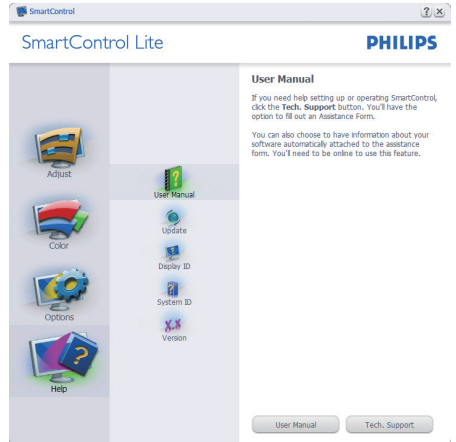 SmartControl
SmartControl Lite
PHILIPS
Adjust
Color
Options
Help
User Manual
Update
Display ID
System ID
X.X
Version
User Manual
If you need help setting up or operating SmartControl,
click the Tech. Support button. You'll have the
option to fill out an Assistance Form.
You can also choose to have information about your
software automatically attached to the assistance
form. You'll need to be online to use this feature.
User Manual
Tech. Support